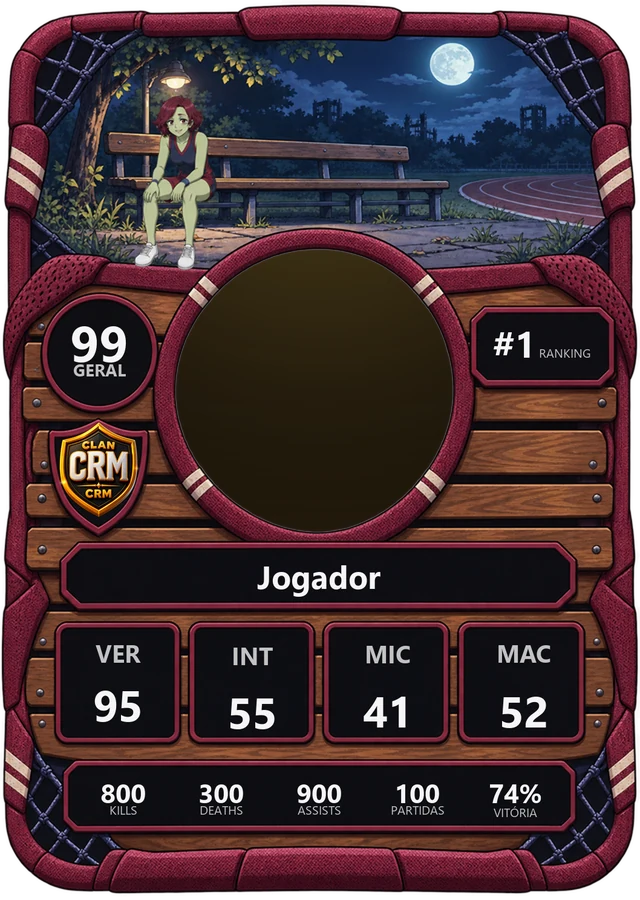 99
GERAL
#1 RANKING
CLAN
CRM
CRM
Jogador
VER INT MIC MAC
95 55 41 52
800 300 900 100 74%
KILLS DEATHS ASSISTS PARTIDAS VITÓRIA